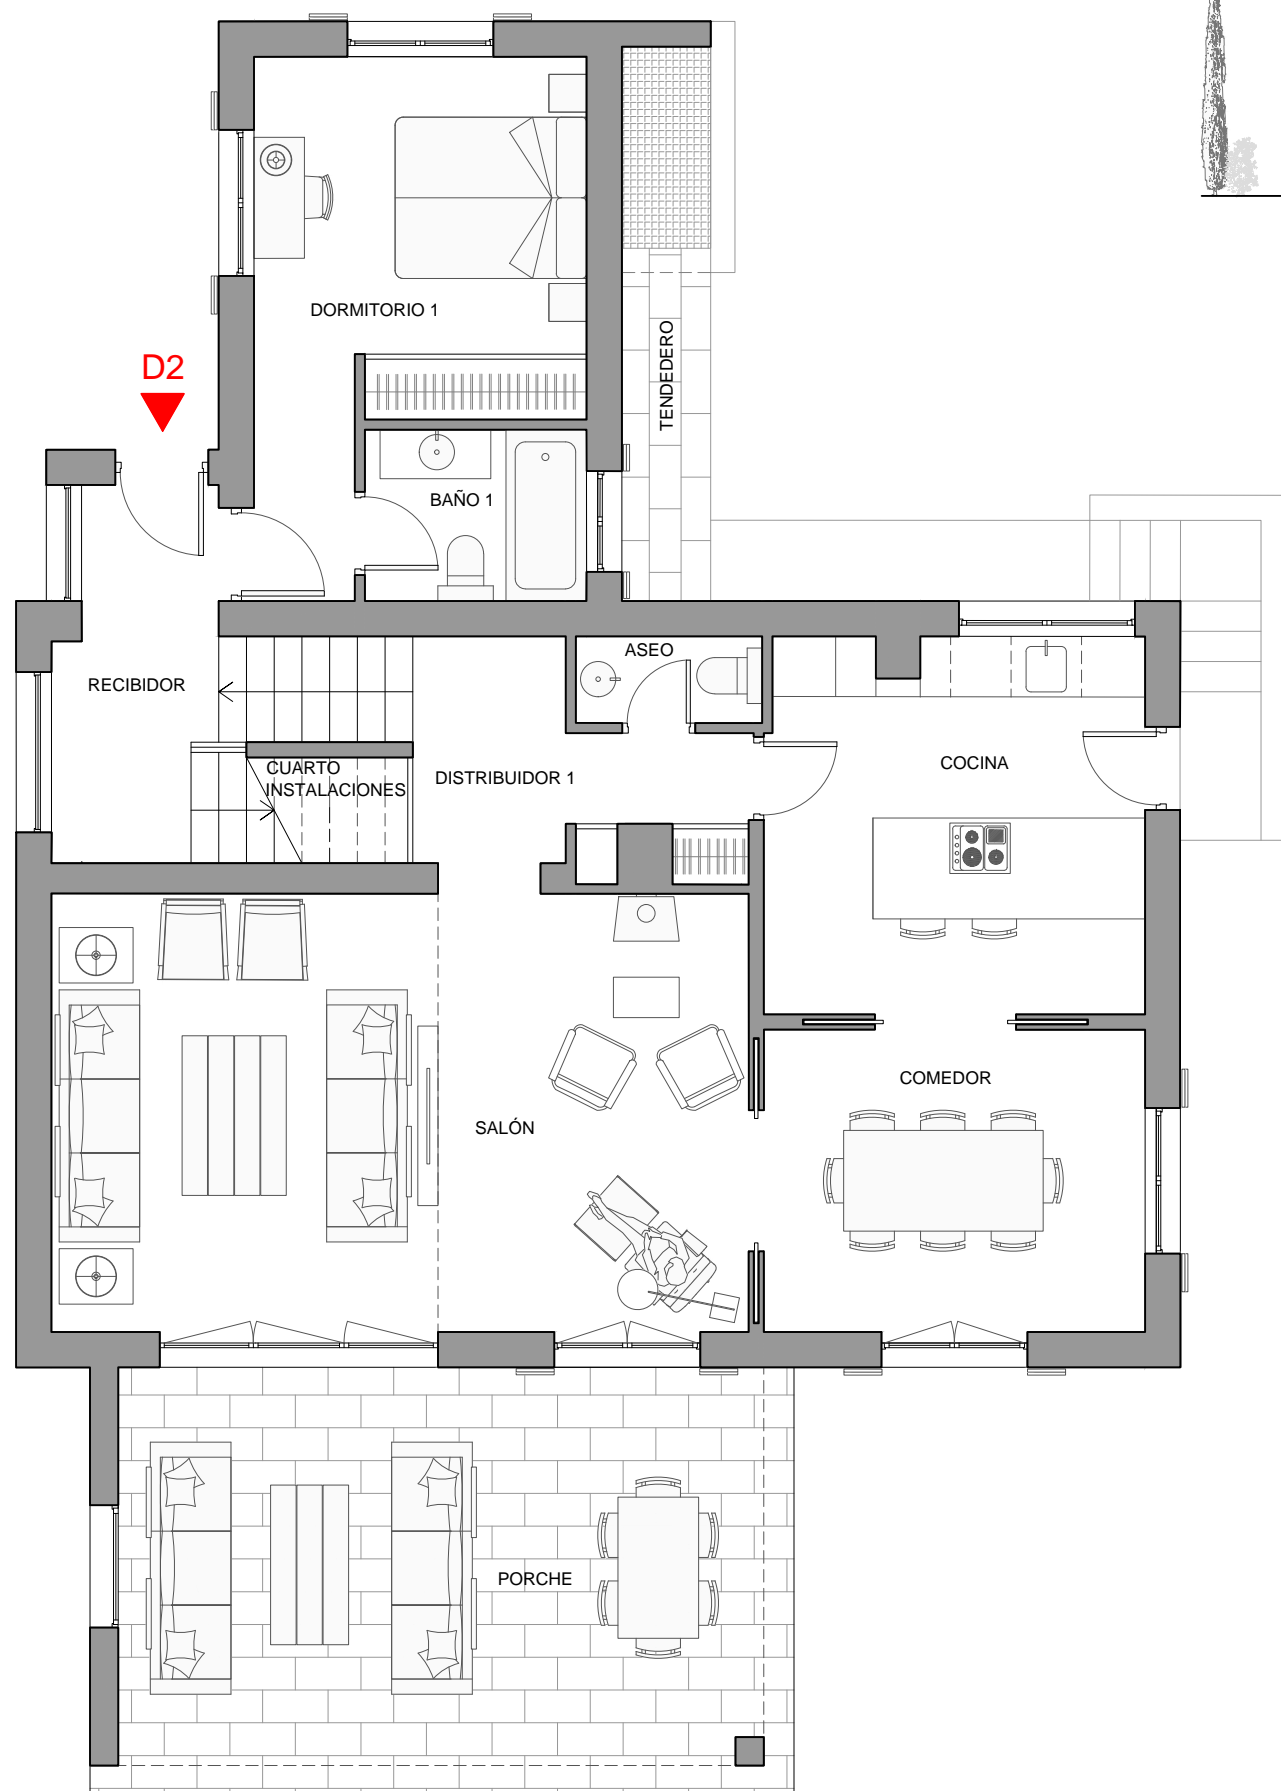 DORMITORIO 1
TENDEDERO
D2
BAÑO 1
ASEO
RECIBIDOR
CUARTO
INSTALACIONES
DISTRIBUIDOR 1
COCINA
COMEDOR
SALÓN
PORCHE